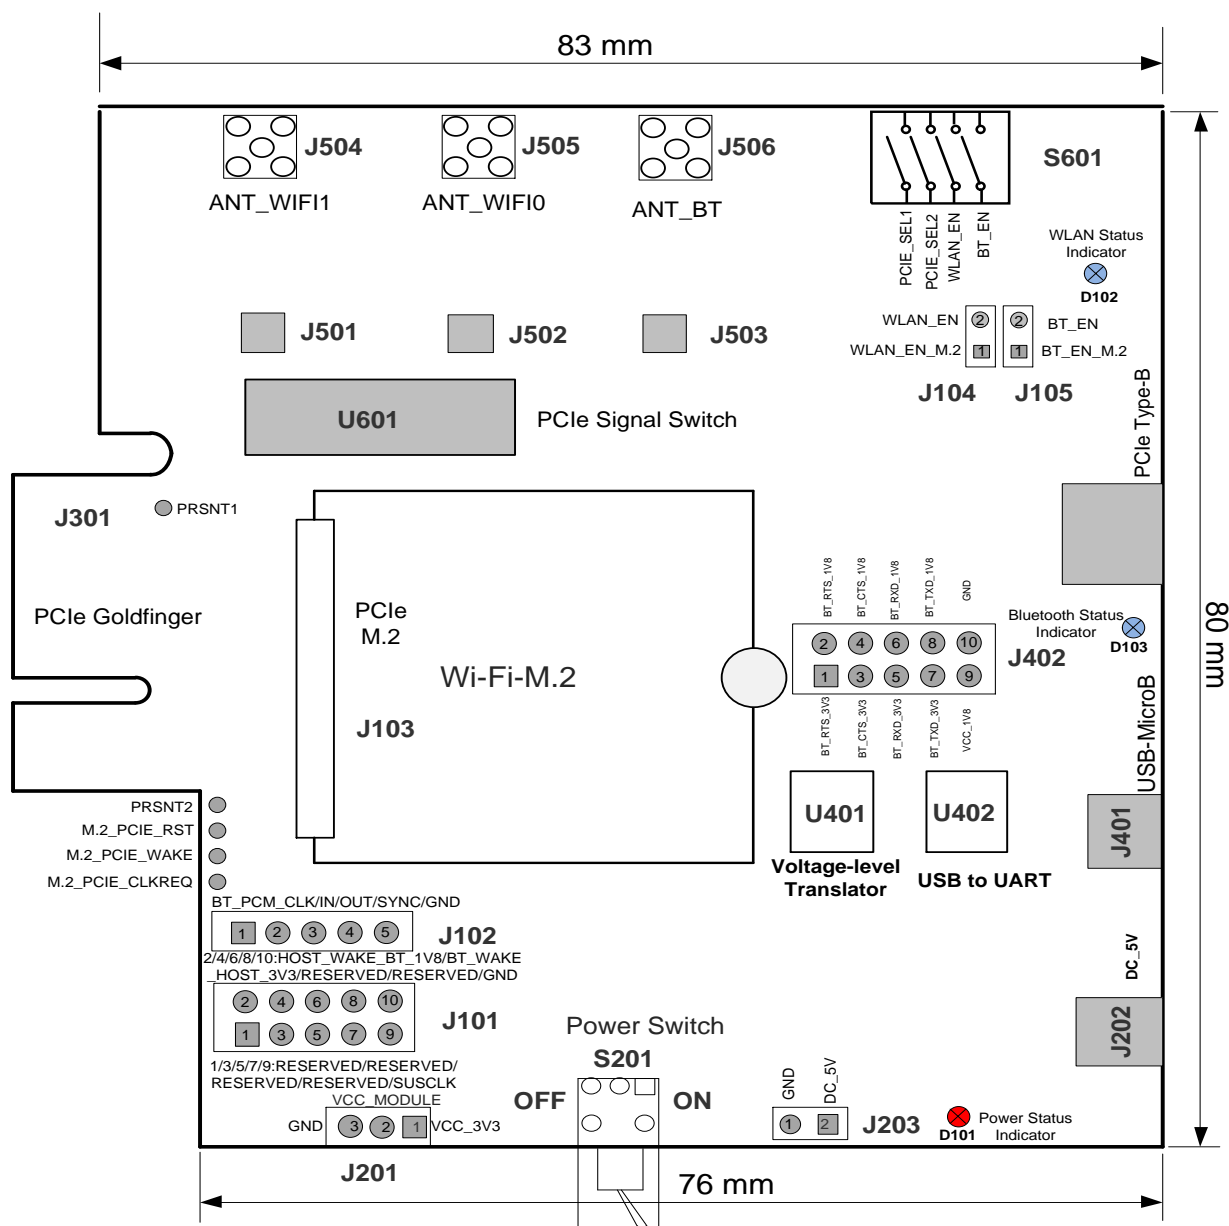 83 mm
J504
J505
J506
S601
ANT_WIFI1
ANT_WIFI0
ANT_BT
PCIE_SEL1
PCIE_SEL2
WLAN_EN
BT_EN
WLAN Status
Indicator
D102
J501
J502
J503
WLAN_EN
2
2
BT_EN
WLAN_EN_M.2
1
1
BT_EN_M.2
J104
J105
U601
PCIe Signal Switch
PCIe Type-B
J301
PRSNT1
PCIe Goldfinger
PCIe
M.2
Wi-Fi-M.2
J103
BT_RTS_1V8
BT_CTS_1V8
BT_RXD_1V8
BT_TXD_1V8
GND
2
4
6
8
10
1
3
5
7
9
J402
BT_RTS_3V3
BT_CTS_3V3
BT_RXD_3V3
BT_TXD_3V3
VCC_1V8
Bluetooth Status
Indicator
D103
80 mm
USB-MicroB
U401
U402
J401
Voltage-level
Translator
USB to UART
PRSNT2
M.2_PCIE_RST
M.2_PCIE_WAKE
M.2_PCIE_CLKREQ
BT_PCM_CLK/IN/OUT/SYNC/GND
1
2
3
4
5
J102
2/4/6/8/10:HOST_WAKE_BT_1V8/BT_WAKE
_HOST_3V3/RESERVED/RESERVED/GND
2
4
6
8
10
1
3
5
7
9
J101
1/3/5/7/9:RESERVED/RESERVED/
RESERVED/RESERVED/SUSCLK
VCC_MODULE
GND
3
2
1
VCC_3V3
J201
Power Switch
S201
OFF
ON
DC_5V
J202
GND
DC_5V
1
2
J203
D101
Power Status
Indicator
76 mm